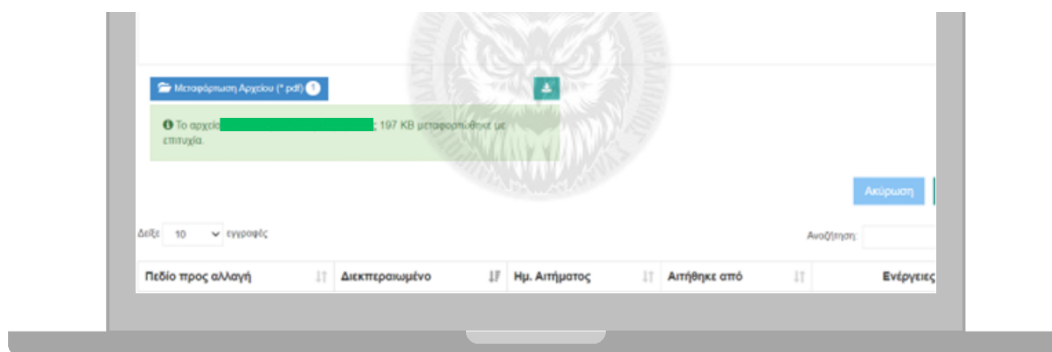 Μεταφόρτωση Αρχείου (*.pdf)
Το αρχείο 197 KB μεταφορτώθηκε με
επιτυχία.
Ακύρωση
Δείξε 10 εγγραφές
Αναζήτηση:
Πεδίο προς αλλαγή Διεκπεραιωμένο Ημ. Αιτήματος Αιτήθηκε από Ενέργειες